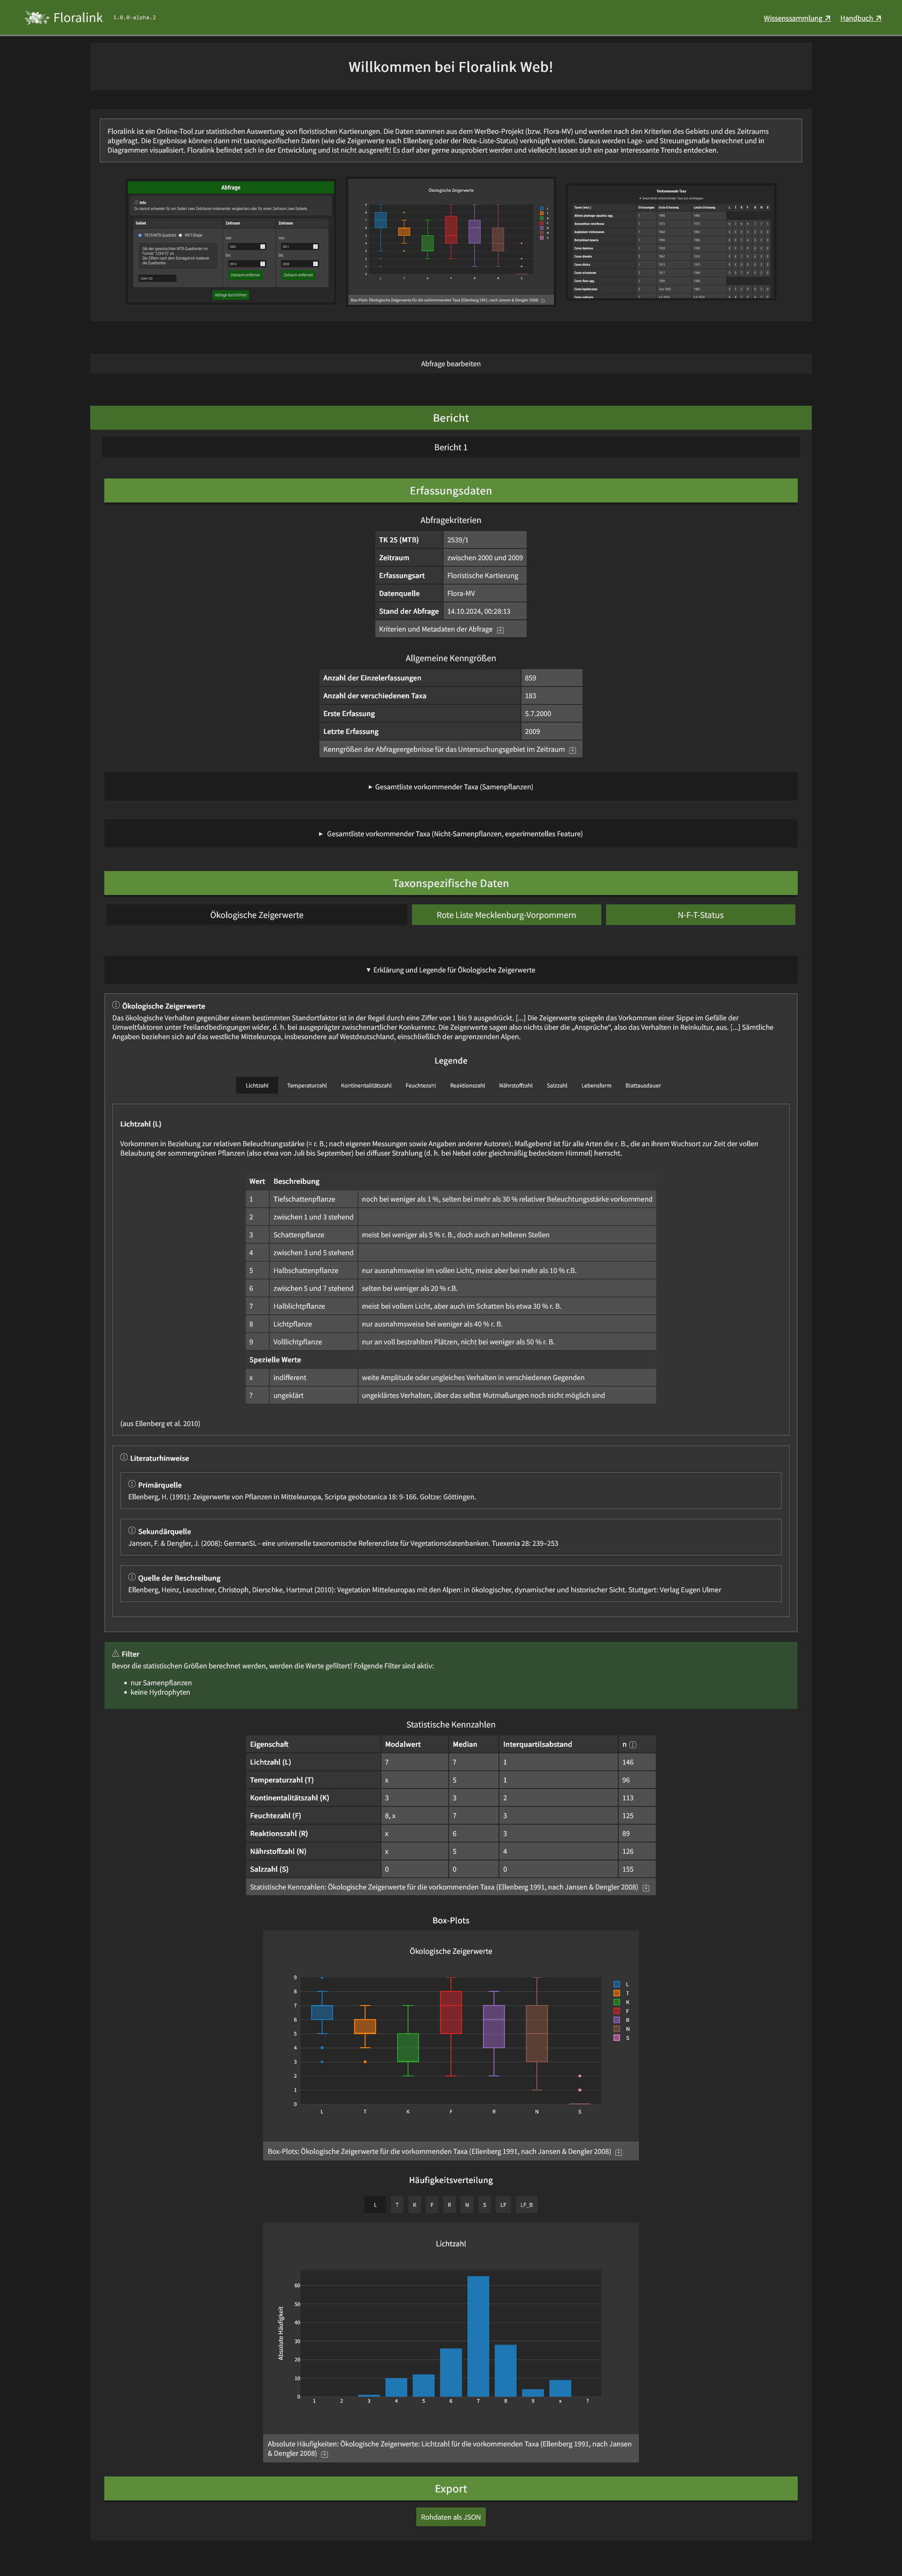 Floralink 1.0.0-alpha.2 Wissenssammlung Handbuch
Willkommen bei Floralink Web!
Floralink ist ein Online-Tool zur statistischen Auswertung von floristischen Kartierungen. Die Daten stammen aus dem WerBeo-Projekt (bzw. Flora-MV) und werden nach den Kriterien des Gebiets und des Zeitraums
abgefragt. Die Ergebnisse können dann mit taxonspezifischen Daten (wie die Zeigerwerte nach Ellenberg oder der Rote-Liste-Status) verknüpft werden. Daraus werden Lage- und Streuungsmaße berechnet und in
Diagrammen visualisiert. Floralink befindet sich in der Entwicklung und ist nicht ausgereift! Es darf aber gerne ausprobiert werden und vielleicht lassen sich ein paar interessante Trends entdecken.
Abfrage
Info
Gebiet Zeitraum Zeitraum
Zeitraum entfernen Zeitraum entfernen
Abfrage durchführen
Ökologische Zeigerwerte
Box-Plots: Ökologische Zeigerwerte für die vorkommenden Taxa (Ellenberg 1991, nach Jansen & Dengler 2008)
Vorkommende Taxa
Abfrage bearbeiten
Bericht
Bericht 1
Erfassungsdaten
Abfragekriterien
TK 25 (MTB) 2539/1
Zeitraum zwischen 2000 und 2009
Erfassungsart Floristische Kartierung
Datenquelle Flora-MV
Stand der Abfrage 14.10.2024, 00:28:13
Kriterien und Metadaten der Abfrage
Allgemeine Kenngrößen
Anzahl der Einzelerfassungen 859
Anzahl der verschiedenen Taxa 183
Erste Erfassung 5.7.2000
Letzte Erfassung 2009
Kenngrößen der Abfrageergebnisse für das Untersuchungsgebiet im Zeitraum
▸ Gesamtliste vorkommender Taxa (Samenpflanzen)
▸ Gesamtliste vorkommender Taxa (Nicht-Samenpflanzen, experimentelles Feature)
Taxonspezifische Daten
Ökologische Zeigerwerte Rote Liste Mecklenburg-Vorpommern N-F-T-Status
▾ Erklärung und Legende für Ökologische Zeigerwerte
Ökologische Zeigerwerte
Das ökologische Verhalten gegenüber einem bestimmten Standortfaktor ist in der Regel durch eine Ziffer von 1 bis 9 ausgedrückt. [...] Die Zeigerwerte spiegeln das Vorkommen einer Sippe im Gefälle der
Umweltfaktoren unter Freilandbedingungen wider, d. h. bei ausgeprägter zwischenartlicher Konkurrenz. Die Zeigerwerte sagen also nichts über die „Ansprüche“, also das Verhalten in Reinkultur, aus. [...] Sämtliche
Angaben beziehen sich auf das westliche Mitteleuropa, insbesondere auf Westdeutschland, einschließlich der angrenzenden Alpen.
Legende
Lichtzahl Temperaturzahl Kontinentalitätszahl Feuchtezahl Reaktionszahl Nährstoffzahl Salzzahl Lebensform Blattausdauer
Lichtzahl (L)
Vorkommen in Beziehung zur relativen Beleuchtungsstärke (= r. B.; nach eigenen Messungen sowie Angaben anderer Autoren). Maßgebend ist für alle Arten die r. B., die an ihrem Wuchsort zur Zeit der vollen
Belaubung der sommergrünen Pflanzen (also etwa von Juli bis September) bei diffuser Strahlung (d. h. bei Nebel oder gleichmäßig bedecktem Himmel) herrscht.
Wert Beschreibung
1 Tiefschattenpflanze noch bei weniger als 1 %, selten bei mehr als 30 % relativer Beleuchtungsstärke vorkommend
2 zwischen 1 und 3 stehend
3 Schattenpflanze meist bei weniger als 5 % r. B., doch auch an helleren Stellen
4 zwischen 3 und 5 stehend
5 Halbschattenpflanze nur ausnahmsweise im vollen Licht, meist aber bei mehr als 10 % r.B.
6 zwischen 5 und 7 stehend selten bei weniger als 20 % r.B.
7 Halblichtpflanze meist bei vollem Licht, aber auch im Schatten bis etwa 30 % r. B.
8 Lichtpflanze nur ausnahmsweise bei weniger als 40 % r. B.
9 Volllichtpflanze nur an voll bestrahlten Plätzen, nicht bei weniger als 50 % r. B.
Spezielle Werte
x indifferent weite Amplitude oder ungleiches Verhalten in verschiedenen Gegenden
? ungeklärt ungeklärtes Verhalten, über das selbst Mutmaßungen noch nicht möglich sind
(aus Ellenberg et al. 2010)
Literaturhinweise
Primärquelle
Ellenberg, H. (1991): Zeigerwerte von Pflanzen in Mitteleuropa, Scripta geobotanica 18: 9-166. Goltze: Göttingen.
Sekundärquelle
Jansen, F. & Dengler, J. (2008): GermanSL - eine universelle taxonomische Referenzliste für Vegetationsdatenbanken. Tuexenia 28: 239–253
Quelle der Beschreibung
Ellenberg, Heinz, Leuschner, Christoph, Dierschke, Hartmut (2010): Vegetation Mitteleuropas mit den Alpen: in ökologischer, dynamischer und historischer Sicht. Stuttgart: Verlag Eugen Ulmer
Filter
Bevor die statistischen Größen berechnet werden, werden die Werte gefiltert! Folgende Filter sind aktiv:
• nur Samenpflanzen
• keine Hydrophyten
Statistische Kennzahlen
Eigenschaft Modalwert Median Interquartilsabstand n
Lichtzahl (L) 7 7 1 146
Temperaturzahl (T) x 5 1 96
Kontinentalitätszahl (K) 3 3 2 113
Feuchtezahl (F) 8, x 7 3 125
Reaktionszahl (R) x 6 3 89
Nährstoffzahl (N) x 5 4 126
Salzzahl (S) 0 0 0 155
Statistische Kennzahlen: Ökologische Zeigerwerte für die vorkommenden Taxa (Ellenberg 1991, nach Jansen & Dengler 2008)
Box-Plots
Ökologische Zeigerwerte
9
8
7
6
5
4
3
2
1
0
L T K F R N S
L
T
K
F
R
N
S
Box-Plots: Ökologische Zeigerwerte für die vorkommenden Taxa (Ellenberg 1991, nach Jansen & Dengler 2008)
Häufigkeitsverteilung
L T K F R N S LF LF_B
Lichtzahl
Absolute Häufigkeit
60
50
40
30
20
10
0
1 2 3 4 5 6 7 8 9 x ?
Absolute Häufigkeiten: Ökologische Zeigerwerte: Lichtzahl für die vorkommenden Taxa (Ellenberg 1991, nach Jansen
& Dengler 2008)
Export
Rohdaten als JSON